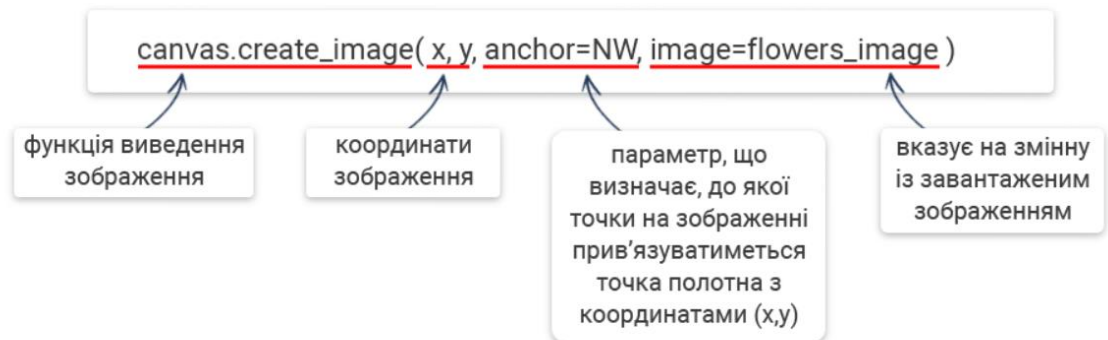 canvas.create_image( x, y, anchor=NW, image=flowers_image )
функція виведення
зображення
координати
зображення
параметр, що
визначає, до якої
точки на зображенні
прив’язуватиметься
точка полотна з
координатами (x,y)
вказує на змінну
із завантаженим
зображенням